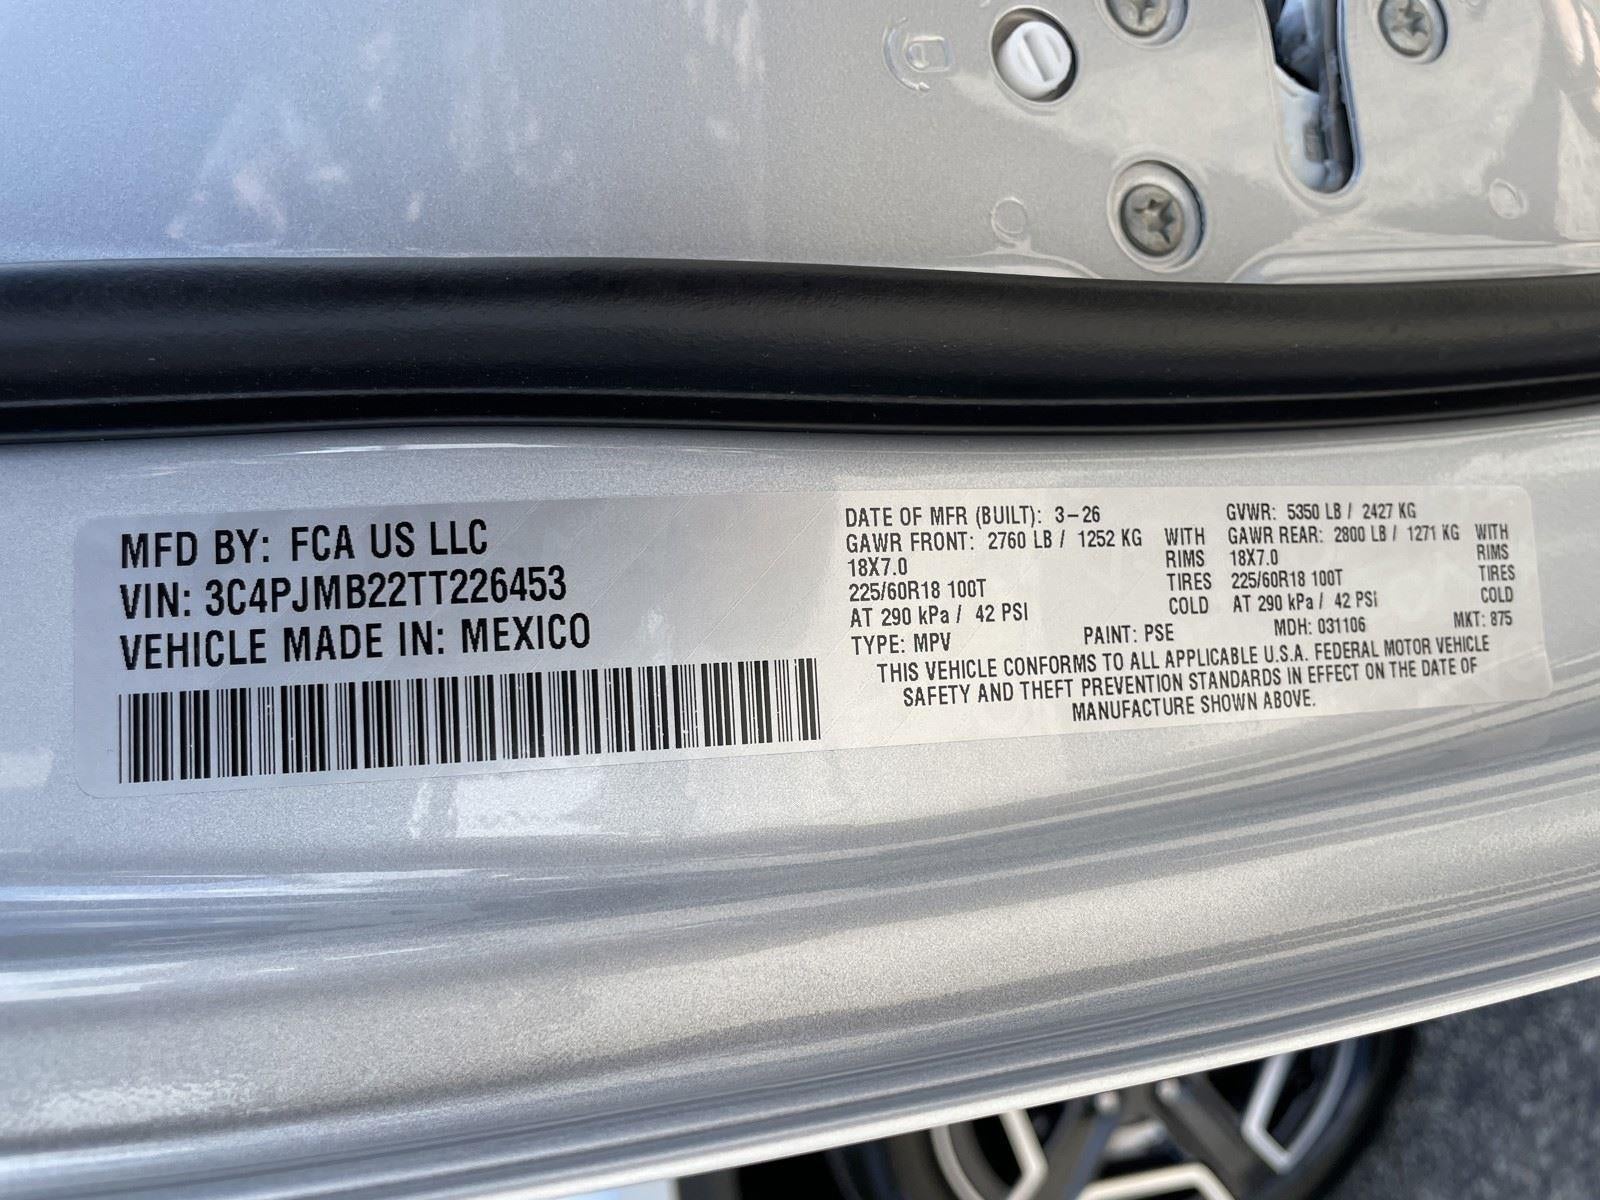 MFD BY: FCA US LLC
VIN: 3C4PJMB22TT226453
VEHICLE MADE IN: MEXICO
DATE OF MFR (BUILT): 3-26 GVWR: 5350 LB / 2427 KG
GAWR FRONT: 2760 LB / 1252 KG WITH GAWR REAR: 2800 LB / 1271 KG WITH
18X7.0 RIMS 18X7.0 RIMS
225/60R18 100T TIRES 225/60R18 100T TIRES
AT 290 kPa / 42 PSI COLD AT 290 kPa / 42 PSI COLD
TYPE: MPV PAINT: PSE MDH: 031106 MKT: 875
THIS VEHICLE CONFORMS TO ALL APPLICABLE U.S.A. FEDERAL MOTOR VEHICLE
SAFETY AND THEFT PREVENTION STANDARDS IN EFFECT ON THE DATE OF
MANUFACTURE SHOWN ABOVE.